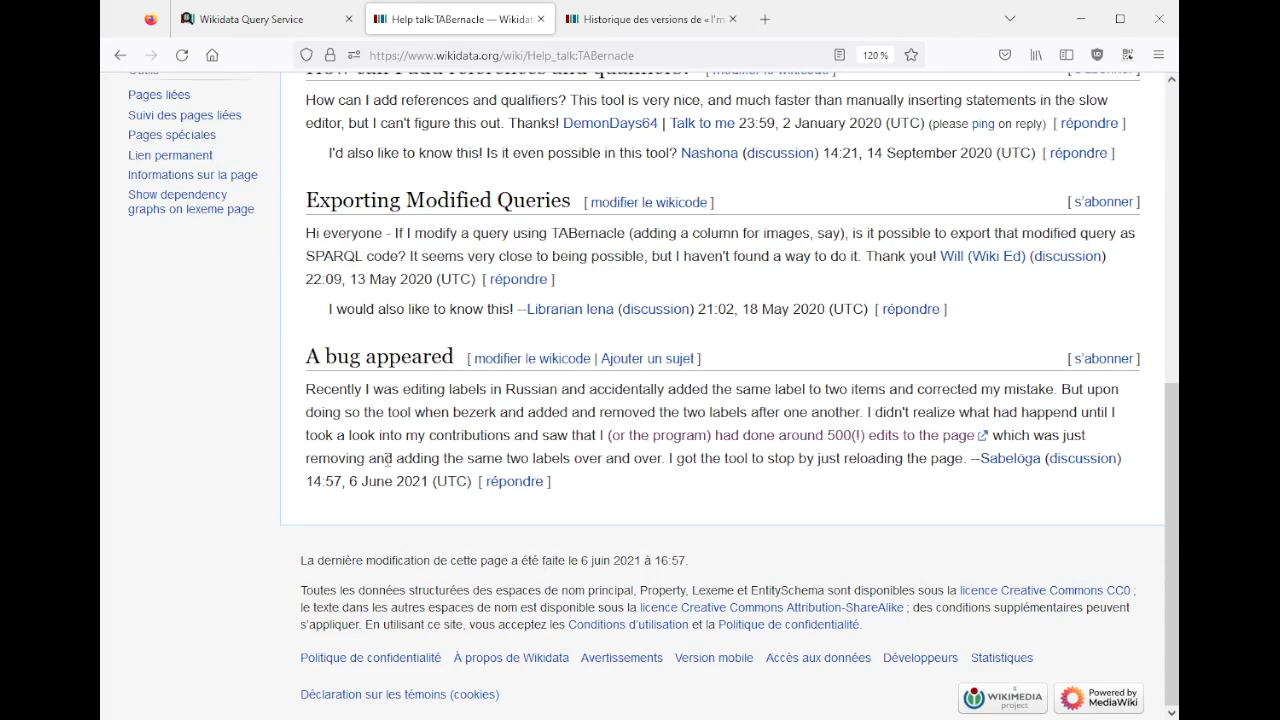 Wikidata Query Service
Help talk:TABernacle — Wikidat
Historique des versions de « I'm
https://www.wikidata.org/wiki/Help_talk:TABernacle
120 %
Outils
Pages liées
Suivi des pages liées
Pages spéciales
Lien permanent
Informations sur la page
Show dependency
graphs on lexeme page
How can I add references and qualifiers? [ modifier le wikicode ] [ s'abonner ]
How can I add references and qualifiers? This tool is very nice, and much faster than manually inserting statements in the slow
editor, but I can't figure this out. Thanks! DemonDays64 | Talk to me 23:59, 2 January 2020 (UTC) (please ping on reply) [ répondre ]
I'd also like to know this! Is it even possible in this tool? Nashona (discussion) 14:21, 14 September 2020 (UTC) [ répondre ]
Exporting Modified Queries [ modifier le wikicode ] [ s'abonner ]
Hi everyone - If I modify a query using TABernacle (adding a column for images, say), is it possible to export that modified query as
SPARQL code? It seems very close to being possible, but I haven't found a way to do it. Thank you! Will (Wiki Ed) (discussion)
22:09, 13 May 2020 (UTC) [ répondre ]
I would also like to know this! --Librarian lena (discussion) 21:02, 18 May 2020 (UTC) [ répondre ]
A bug appeared [ modifier le wikicode | Ajouter un sujet ] [ s'abonner ]
Recently I was editing labels in Russian and accidentally added the same label to two items and corrected my mistake. But upon
doing so the tool when bezerk and added and removed the two labels after one another. I didn't realize what had happend until I
took a look into my contributions and saw that I (or the program) had done around 500(!) edits to the page which was just
removing and adding the same two labels over and over. I got the tool to stop by just reloading the page. --Sabelöga (discussion)
14:57, 6 June 2021 (UTC) [ répondre ]
La dernière modification de cette page a été faite le 6 juin 2021 à 16:57.
Toutes les données structurées des espaces de nom principal, Property, Lexeme et EntitySchema sont disponibles sous la licence Creative Commons CC0 ;
le texte dans les autres espaces de nom est disponible sous la licence Creative Commons Attribution-ShareAlike ; des conditions supplémentaires peuvent
s'appliquer. En utilisant ce site, vous acceptez les Conditions d'utilisation et la Politique de confidentialité.
Politique de confidentialité À propos de Wikidata Avertissements Version mobile Accès aux données Développeurs Statistiques
Déclaration sur les témoins (cookies)
a
WIKIMEDIA
project
Powered by
MediaWiki